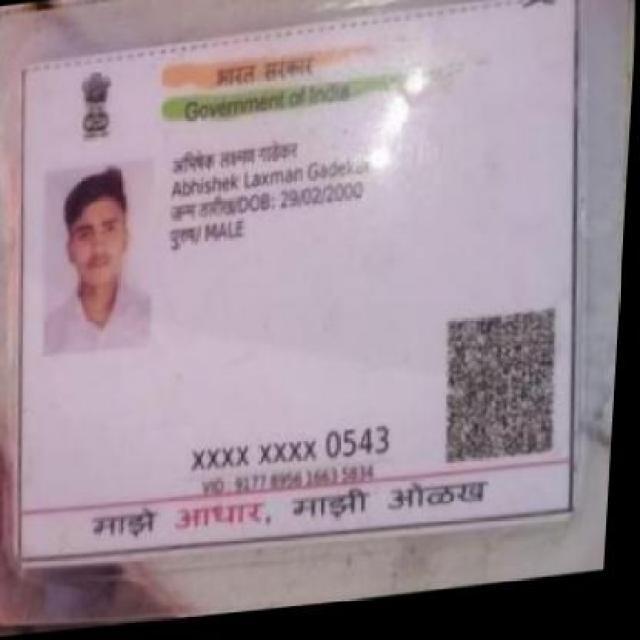 भारत सरकार
Government of India
अभिषेक लक्ष्मण गाडेकर
Abhishek Laxman Gadekar
जन्म तारीख/DOB: 29/02/2000
पुरुष/ MALE
XXXX XXXX 0543
VID : 9177 8956 1663 5834
माझे आधार, माझी ओळख